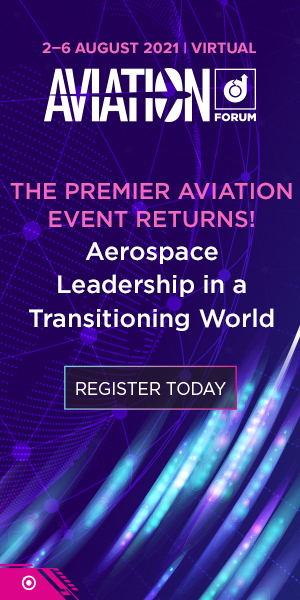 2–6 AUGUST 2021 | VIRTUAL
AVIATION
FORUM
THE PREMIER AVIATION
EVENT RETURNS!
Aerospace
Leadership in a
Transitioning World
REGISTER TODAY